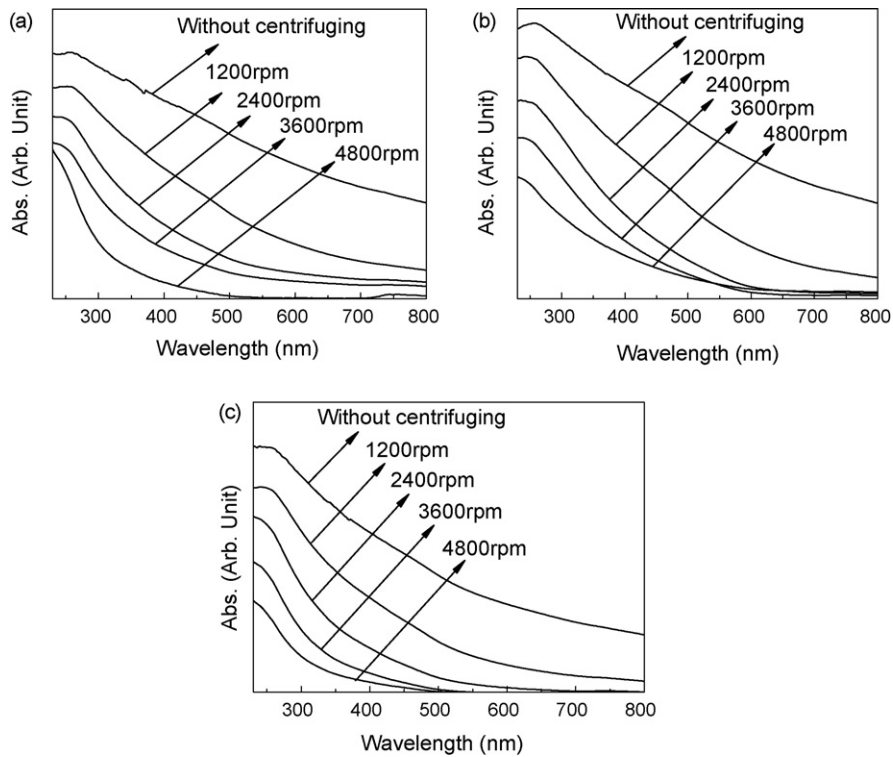 (a)
Without centrifuging
1200rpm
2400rpm
3600rpm
4800rpm
Abs. (Arb. Unit)
300 400 500 600 700 800
Wavelength (nm)
(b)
Without centrifuging
1200rpm
2400rpm
3600rpm
4800rpm
Abs. (Arb. Unit)
300 400 500 600 700 800
Wavelength (nm)
(c)
Without centrifuging
1200rpm
2400rpm
3600rpm
4800rpm
Abs. (Arb. Unit)
300 400 500 600 700 800
Wavelength (nm)